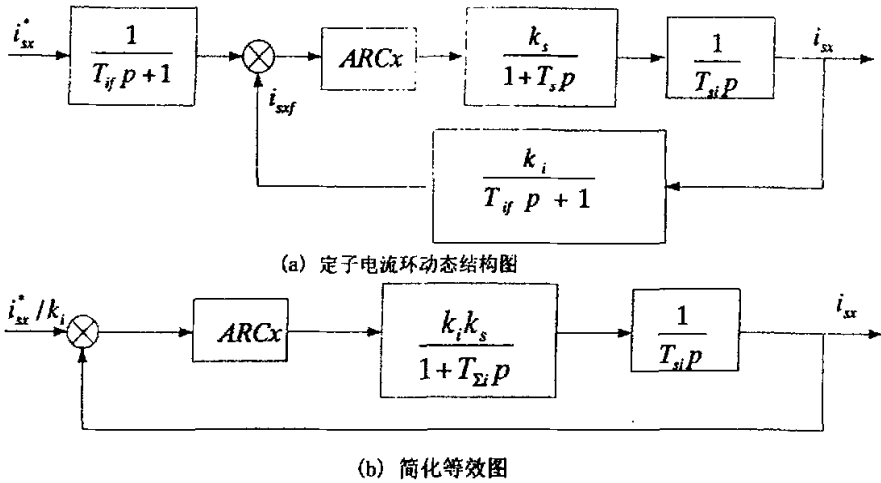 i*sx
1 / (Tif p + 1)
isxf
ARCx
ks / (1 + Ts p)
1 / (Tsi p)
isx
ki / (Tif p + 1)
(a) 定子电流环动态结构图
i*sx / ki
ARCx
ki ks / (1 + TΣi p)
1 / (Tsi p)
isx
(b) 简化等效图